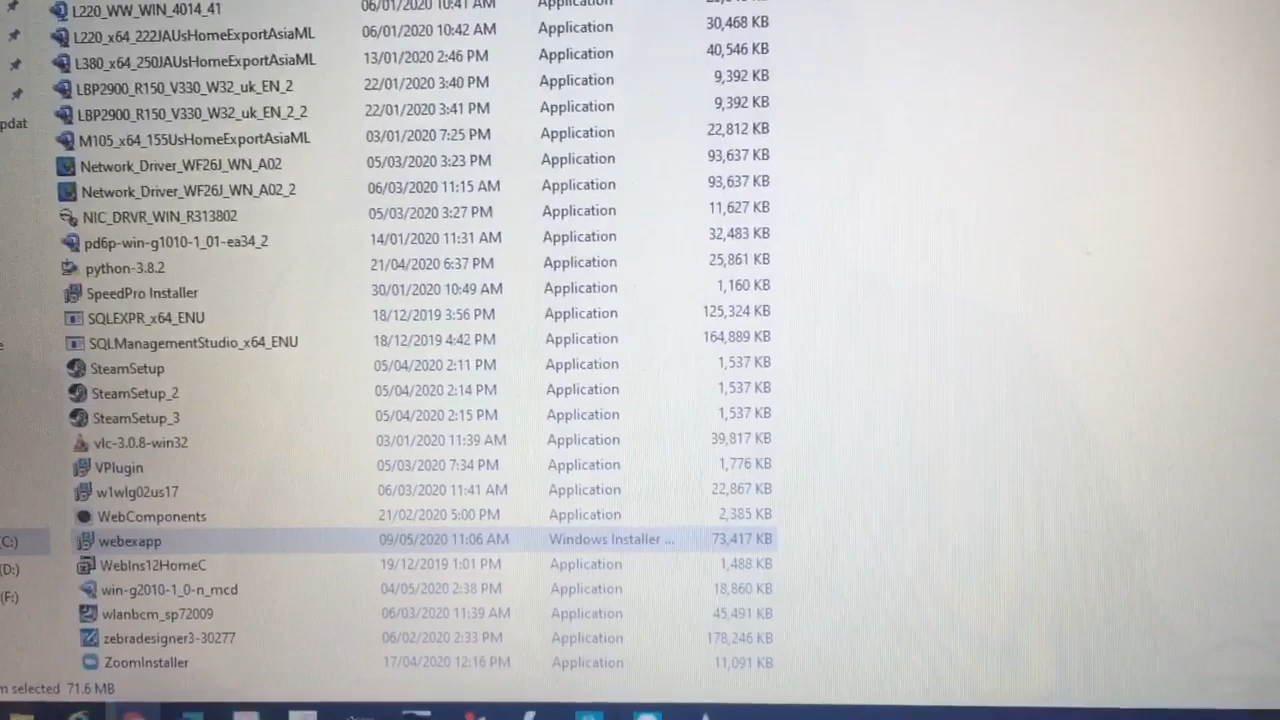 L220_WW_WIN_4014_41 06/01/2020 10:41 AM Application
L220_x64_222JAUsHomeExportAsiaML 06/01/2020 10:42 AM Application 30,468 KB
L380_x64_250JAUsHomeExportAsiaML 13/01/2020 2:46 PM Application 40,546 KB
LBP2900_R150_V330_W32_uk_EN_2 22/01/2020 3:40 PM Application 9,392 KB
LBP2900_R150_V330_W32_uk_EN_2_2 22/01/2020 3:41 PM Application 9,392 KB
pdat
M105_x64_155UsHomeExportAsiaML 03/01/2020 7:25 PM Application 22,812 KB
Network_Driver_WF26J_WN_A02 05/03/2020 3:23 PM Application 93,637 KB
Network_Driver_WF26J_WN_A02_2 06/03/2020 11:15 AM Application 93,637 KB
NIC_DRVR_WIN_R313802 05/03/2020 3:27 PM Application 11,627 KB
pd6p-win-g1010-1_01-ea34_2 14/01/2020 11:31 AM Application 32,483 KB
python-3.8.2 21/04/2020 6:37 PM Application 25,861 KB
SpeedPro Installer 30/01/2020 10:49 AM Application 1,160 KB
SQLEXPR_x64_ENU 18/12/2019 3:56 PM Application 125,324 KB
e SQLManagementStudio_x64_ENU 18/12/2019 4:42 PM Application 164,889 KB
SteamSetup 05/04/2020 2:11 PM Application 1,537 KB
SteamSetup_2 05/04/2020 2:14 PM Application 1,537 KB
SteamSetup_3 05/04/2020 2:15 PM Application 1,537 KB
vlc-3.0.8-win32 03/01/2020 11:39 AM Application 39,817 KB
VPlugin 05/03/2020 7:34 PM Application 1,776 KB
w1wlg02us17 06/03/2020 11:41 AM Application 22,867 KB
WebComponents 21/02/2020 5:00 PM Application 2,385 KB
(C:) webexapp 09/05/2020 11:06 AM Windows Installer ... 73,417 KB
(D:) WebIns12HomeC 19/12/2019 1:01 PM Application 1,488 KB
(F:) win-g2010-1_0-n_mcd 04/05/2020 2:38 PM Application 18,860 KB
wlanbcm_sp72009 06/03/2020 11:39 AM Application 45,491 KB
zebradesigner3-30277 06/02/2020 2:33 PM Application 178,246 KB
ZoomInstaller 17/04/2020 12:16 PM Application 11,091 KB
m selected 71.6 MB